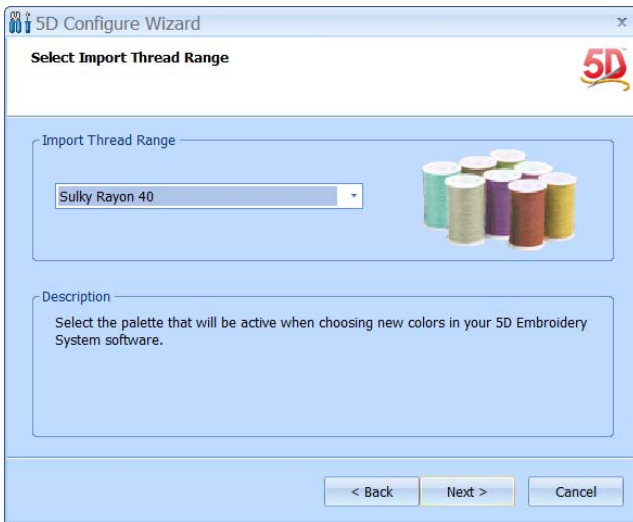 5D Configure Wizard
Select Import Thread Range
5D
Import Thread Range
Sulky Rayon 40
Description
Select the palette that will be active when choosing new colors in your 5D Embroidery
System software.
< Back Next > Cancel